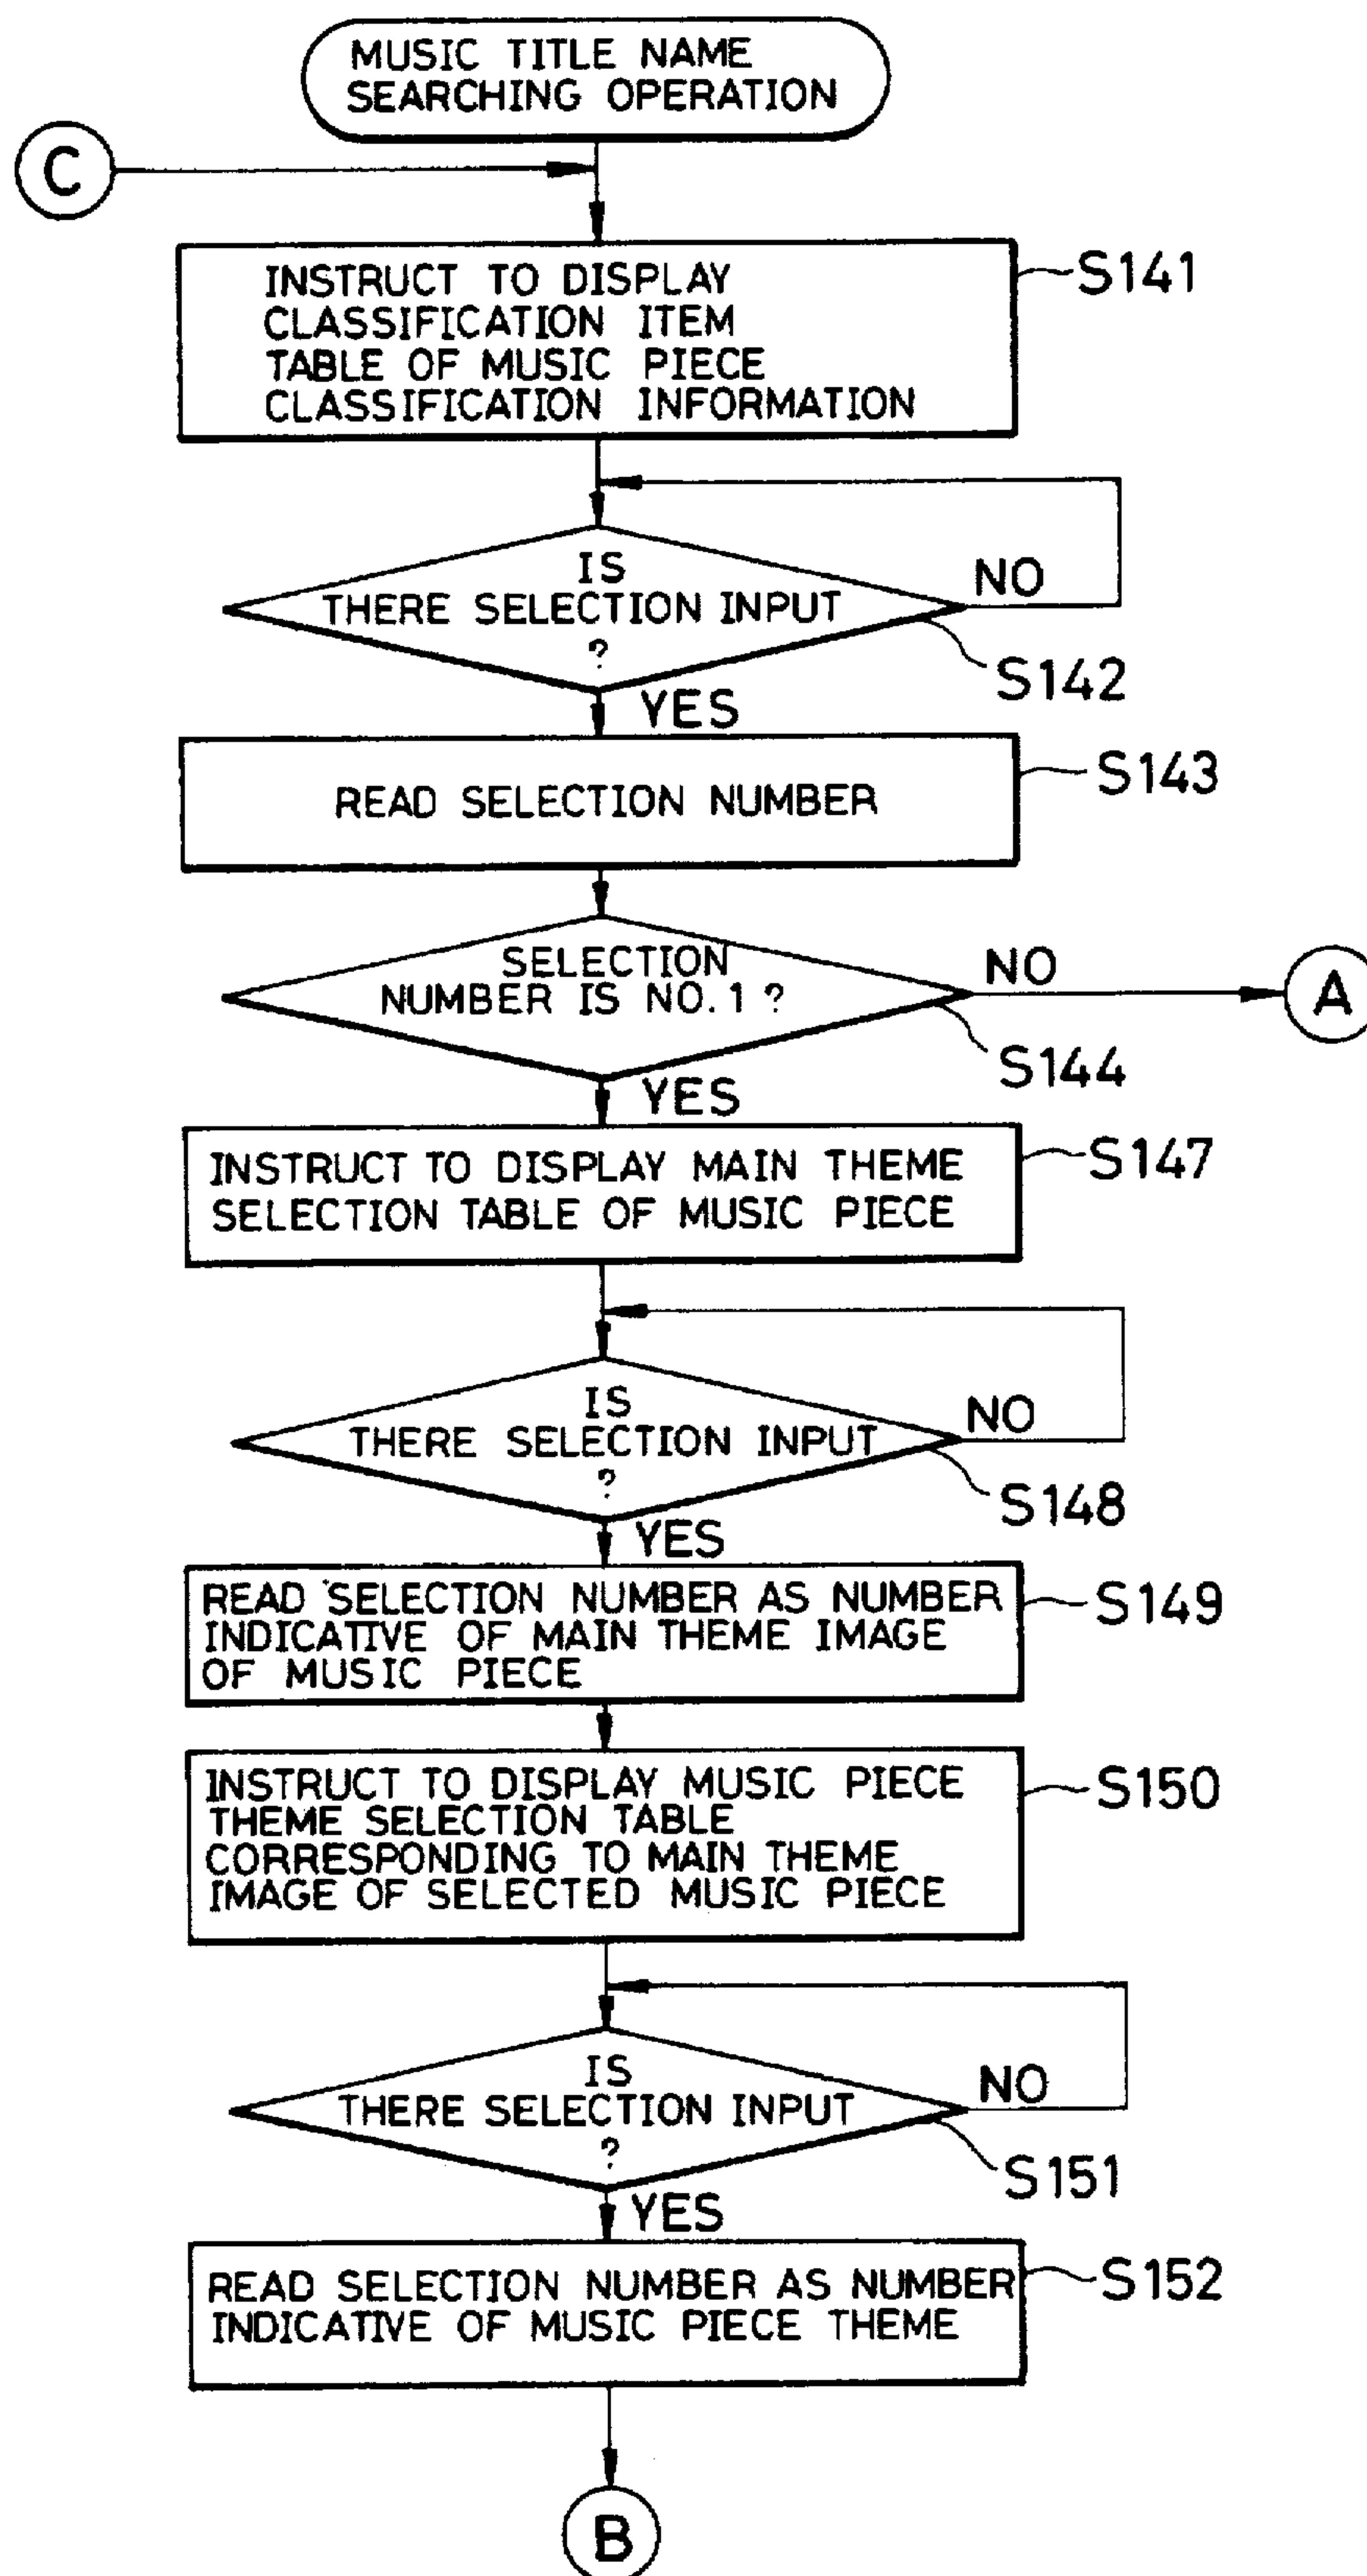 MUSIC TITLE NAME
SEARCHING OPERATION
C
INSTRUCT TO DISPLAY
CLASSIFICATION ITEM
TABLE OF MUSIC PIECE
CLASSIFICATION INFORMATION
S141
IS
THERE SELECTION INPUT
?
NO
S142
YES
READ SELECTION NUMBER
S143
SELECTION
NUMBER IS NO.1 ?
NO
A
S144
YES
INSTRUCT TO DISPLAY MAIN THEME
SELECTION TABLE OF MUSIC PIECE
S147
IS
THERE SELECTION INPUT
?
NO
S148
YES
READ SELECTION NUMBER AS NUMBER
INDICATIVE OF MAIN THEME IMAGE
OF MUSIC PIECE
S149
INSTRUCT TO DISPLAY MUSIC PIECE
THEME SELECTION TABLE
CORRESPONDING TO MAIN THEME
IMAGE OF SELECTED MUSIC PIECE
S150
IS
THERE SELECTION INPUT
?
NO
S151
YES
READ SELECTION NUMBER AS NUMBER
INDICATIVE OF MUSIC PIECE THEME
S152
B